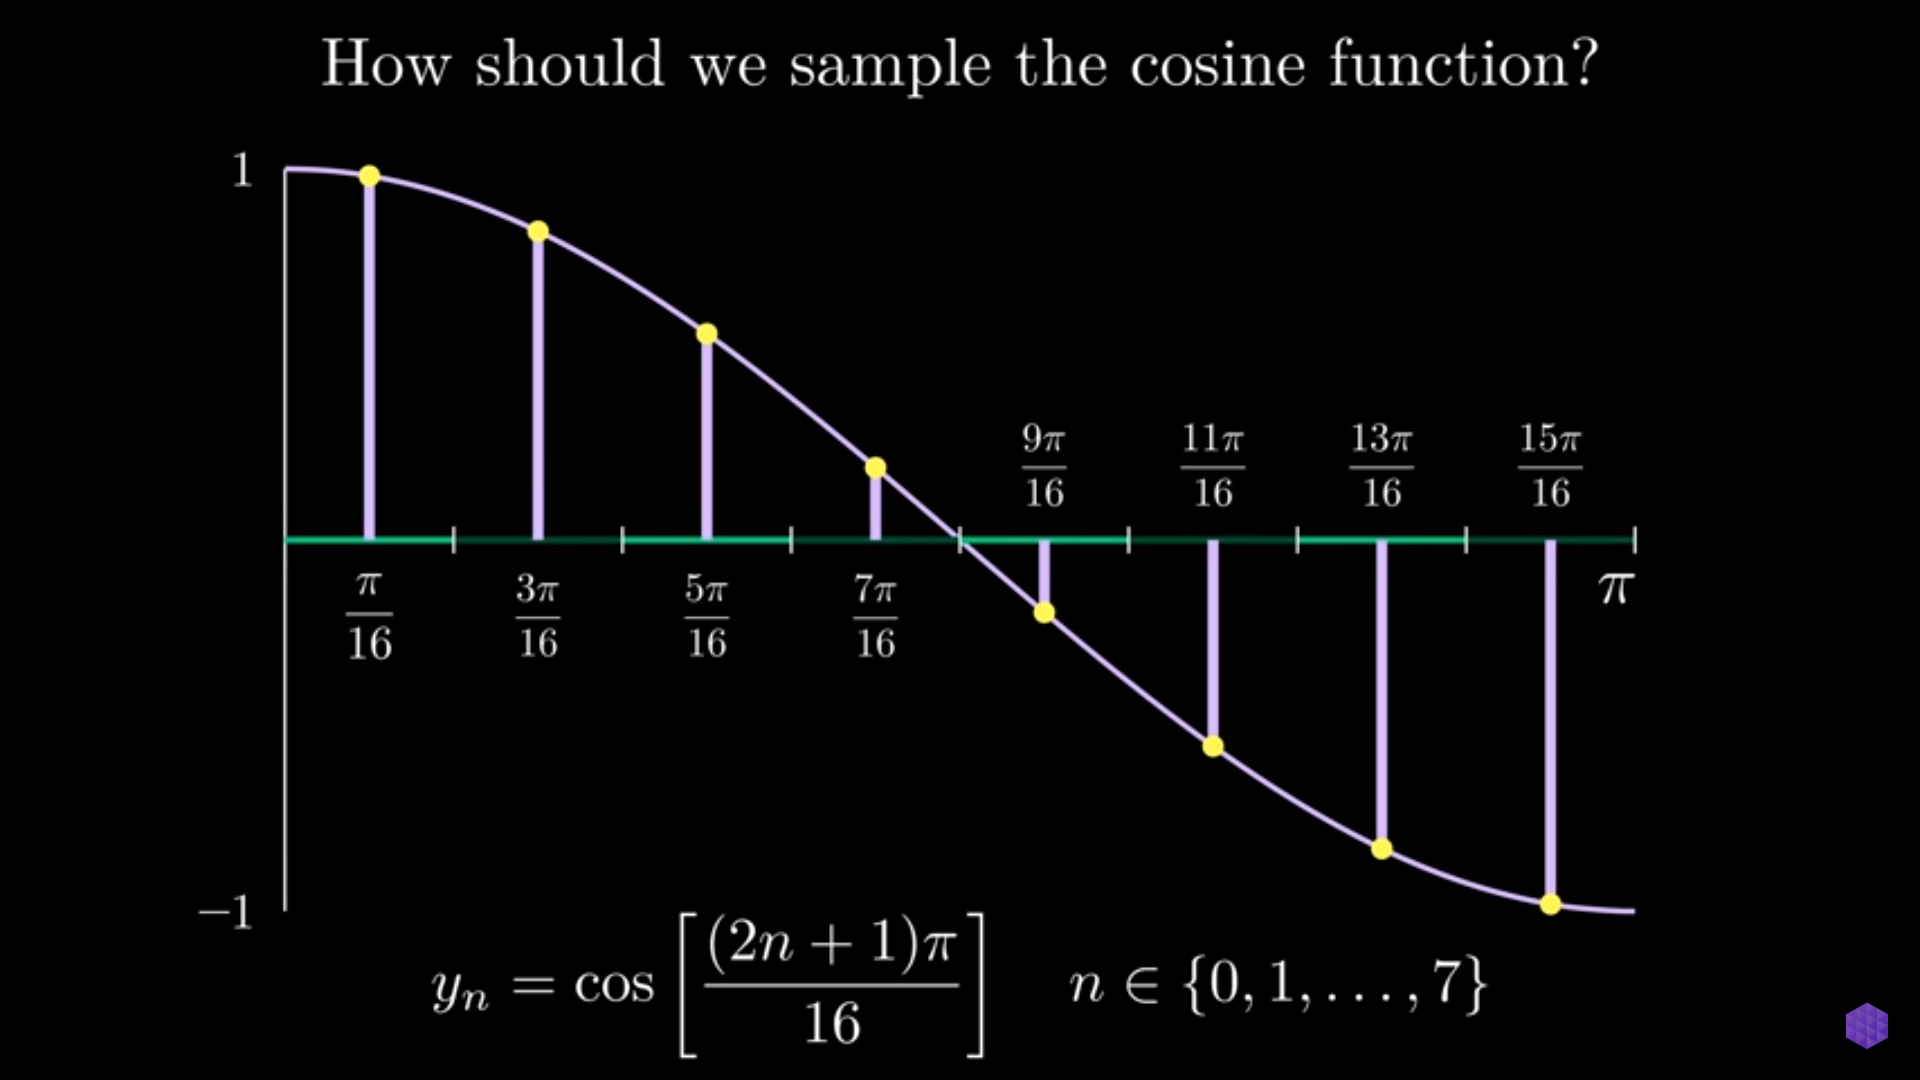 How should we sample the cosine function?
1
9π/16 11π/16 13π/16 15π/16
π/16 3π/16 5π/16 7π/16 π
−1
yₙ = cos[(2n + 1)π/16] n ∈ {0, 1, . . . , 7}